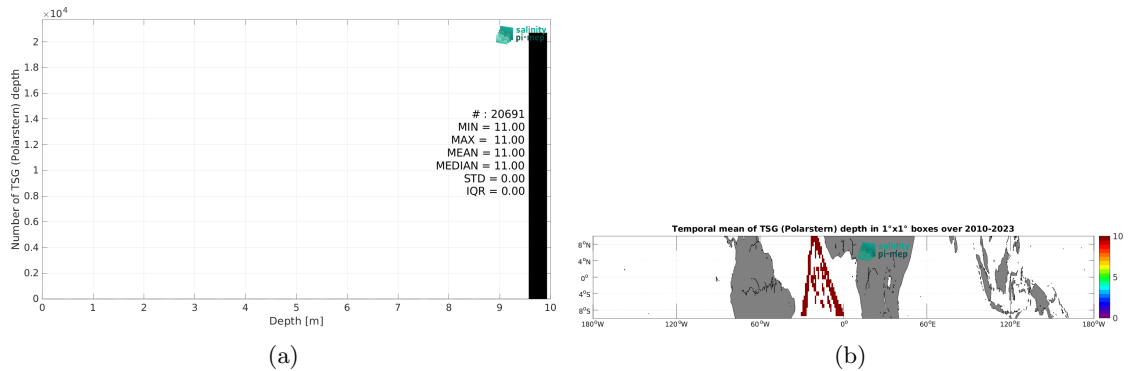 ×10⁴
2
1.8
1.6
1.4
1.2
1
0.8
0.6
0.4
0.2
0
Number of TSG (Polarstern) depth
salinity
pi-mep
# : 20691
MIN = 11.00
MAX = 11.00
MEAN = 11.00
MEDIAN = 11.00
STD = 0.00
IQR = 0.00
0 1 2 3 4 5 6 7 8 9 10
Depth [m]
(a)
Temporal mean of TSG (Polarstern) depth in 1°x1° boxes over 2010-2023
8°N
4°N
0°
4°S
8°S
salinity
pi-mep
180°W 120°W 60°W 0° 60°E 120°E 180°W
10
5
0
(b)